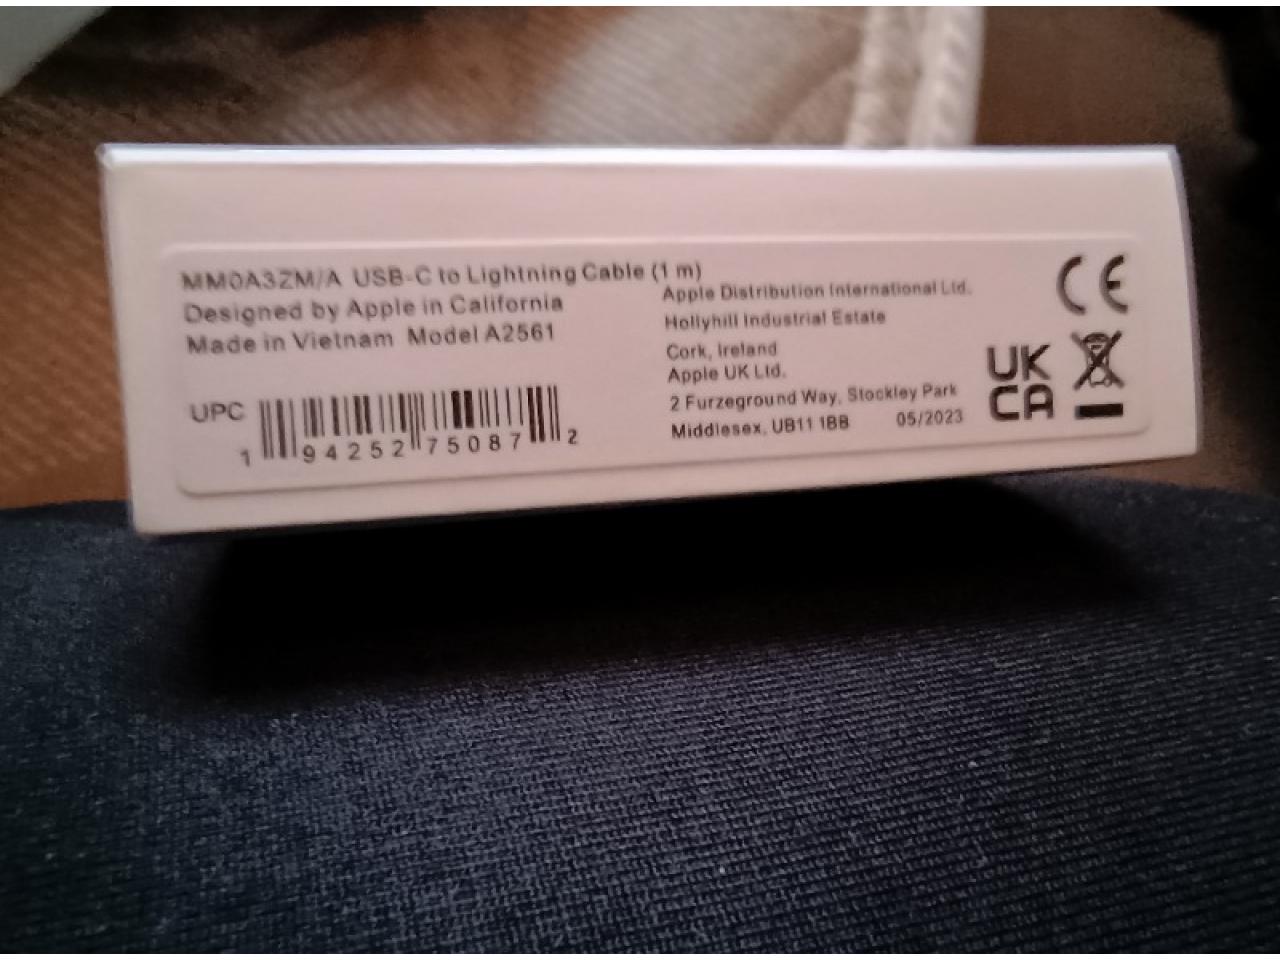 MM0A3ZM/A USB-C to Lightning Cable (1 m)
Designed by Apple in California
Made in Vietnam Model A2561
UPC
1 94252 75087 2
Apple Distribution International Ltd.
Hollyhill Industrial Estate
Cork, Ireland
Apple UK Ltd.
2 Furzeground Way, Stockley Park
Middlesex, UB11 1BB 05/2023
CE
UK
CA